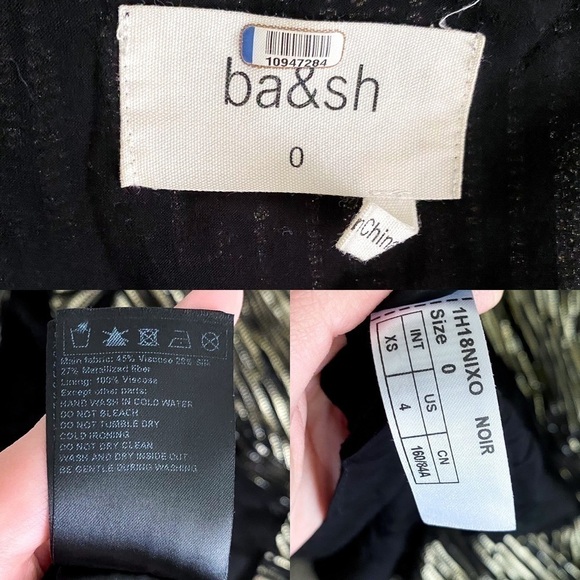 10947284
ba&sh
0
nChin
Main fabric: 45% Viscose 28% Silk
27% Metallized fiber
Lining: 100% Viscose
Except other parts:
HAND WASH IN COLD WATER
DO NOT BLEACH
DO NOT TUMBLE DRY
COLD IRONING
DO NOT DRY CLEAN
WASH AND DRY INSIDE OUT
BE GENTLE DURING WASHING
1H18NIXO NOIR
Size 0
INT US CN
XS 4 160/84A